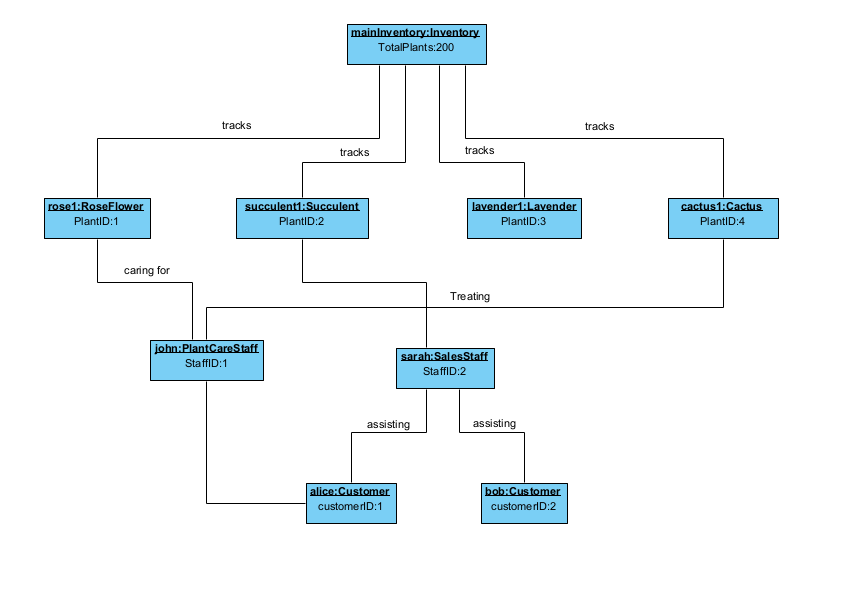 mainInventory:Inventory
TotalPlants:200
tracks
tracks
tracks
tracks
rose1:RoseFlower
PlantID:1
succulent1:Succulent
PlantID:2
lavender1:Lavender
PlantID:3
cactus1:Cactus
PlantID:4
caring for
Treating
john:PlantCareStaff
StaffID:1
sarah:SalesStaff
StaffID:2
assisting
assisting
alice:Customer
customerID:1
bob:Customer
customerID:2